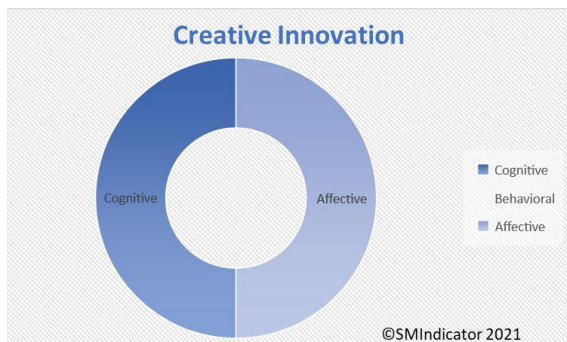 Creative Innovation
Cognitive
Affective
Cognitive
Behavioral
Affective
©SMIndicator 2021